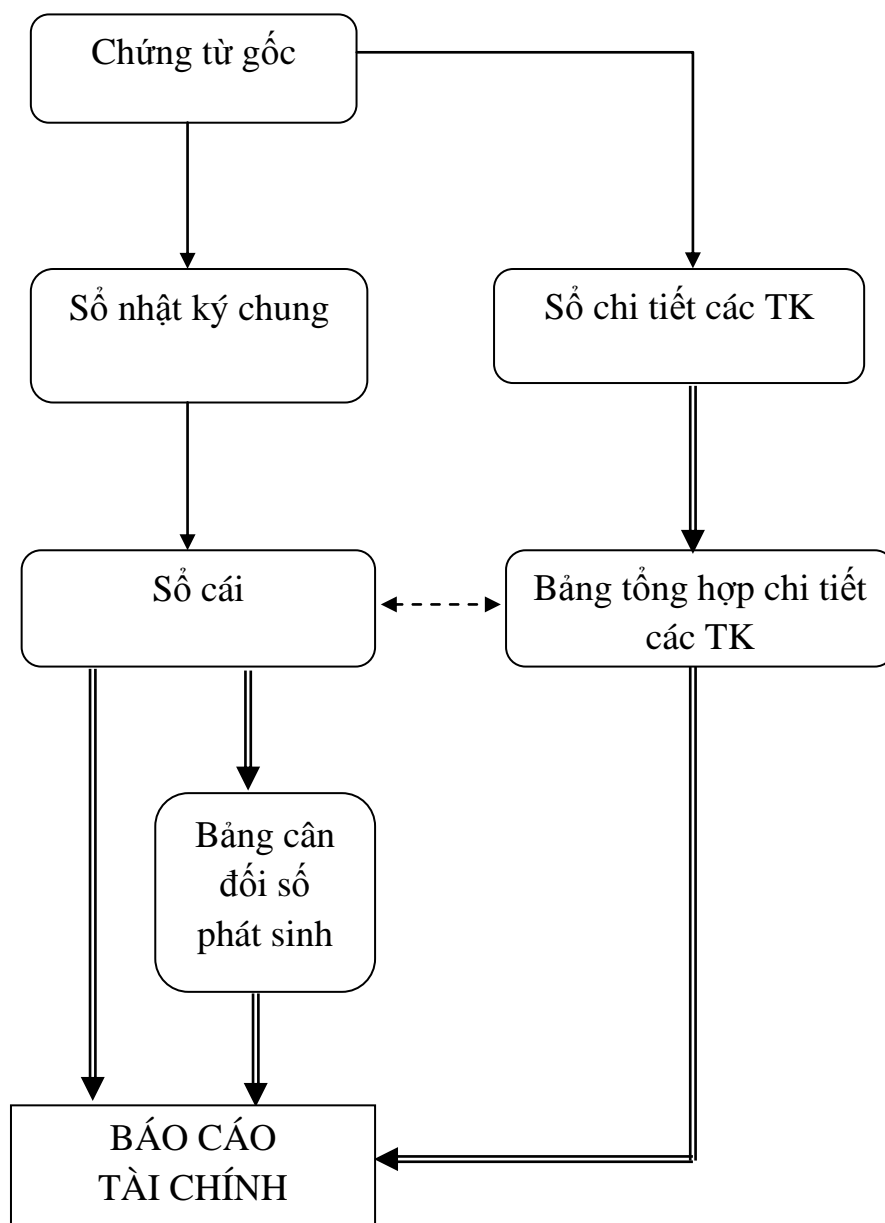 Chứng từ gốc
Sổ nhật ký chung
Sổ chi tiết các TK
Sổ cái
Bảng tổng hợp chi tiết
các TK
Bảng cân
đối số
phát sinh
BÁO CÁO
TÀI CHÍNH